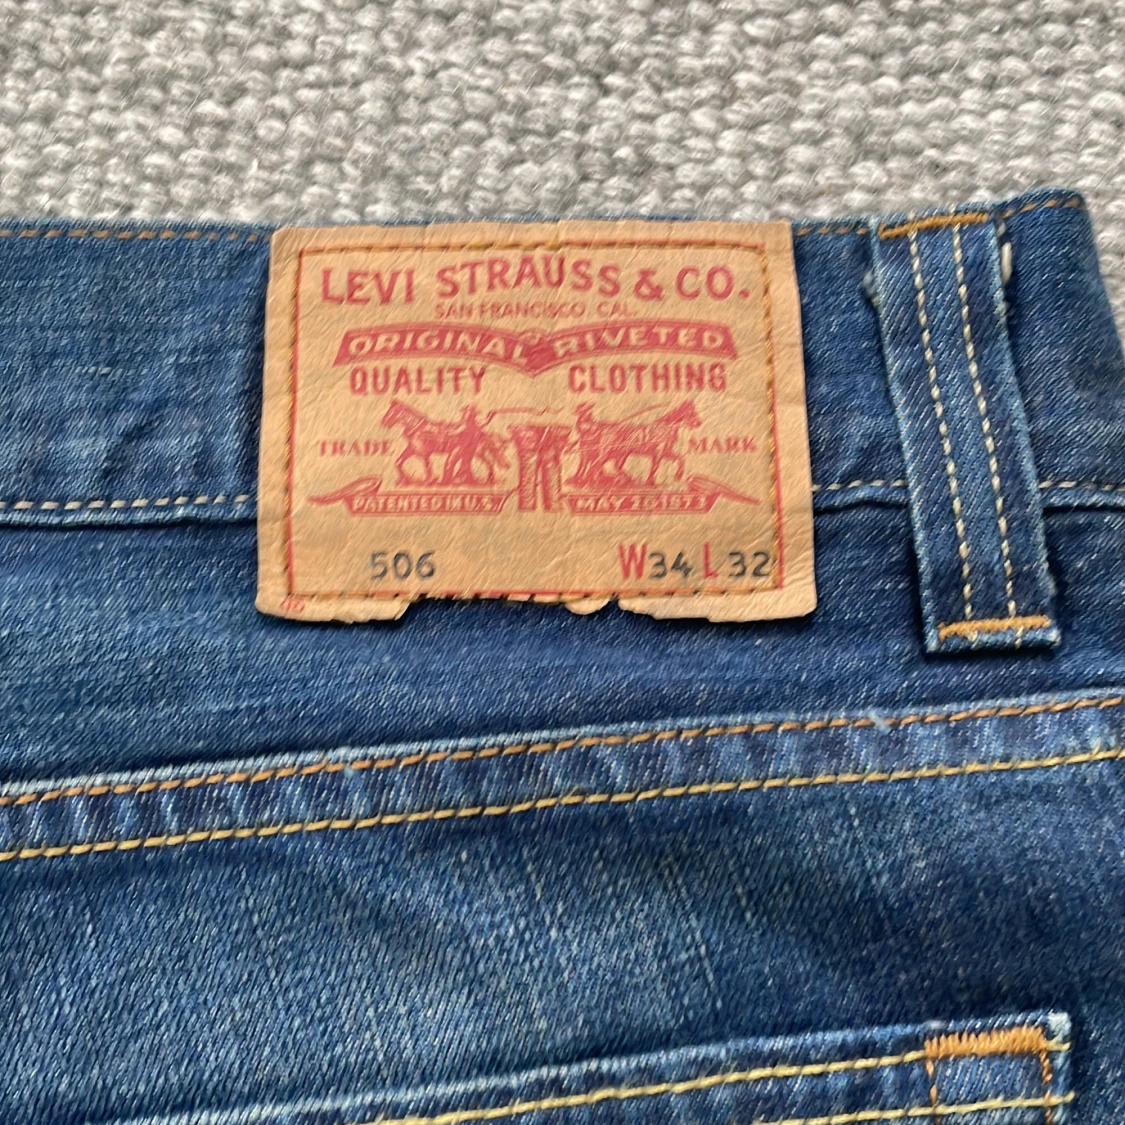 LEVI STRAUSS & CO.
SAN FRANCISCO, CAL.
ORIGINAL RIVETED
QUALITY CLOTHING
TRADE MARK
PATENTED IN U.S. MAY 20 1873
506 W34 L 32